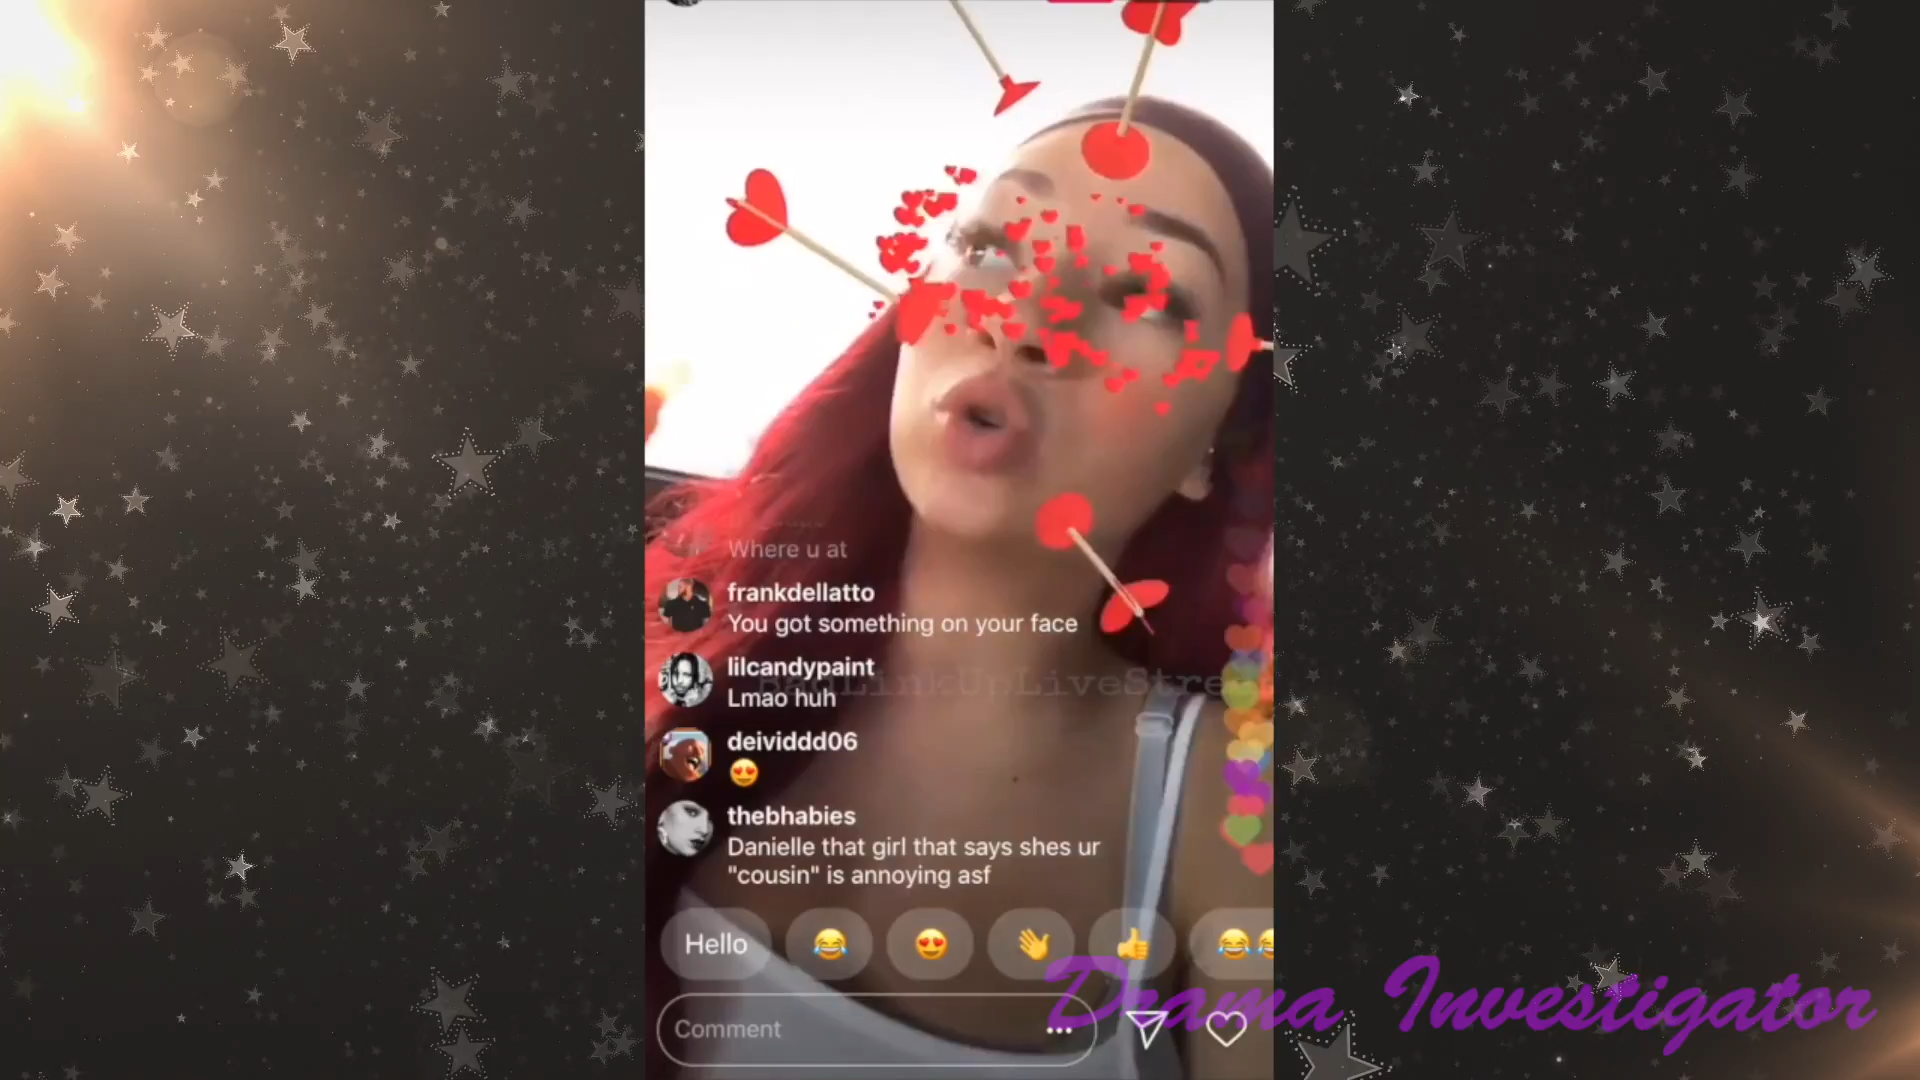 Where u at
frankdellatto
You got something on your face
lilcandypaint
Lmao huh
deividdd06
😍
thebhabies
Danielle that girl that says shes ur
"cousin" is annoying asf
Hello 😂 😍 👋 👍 😂
Comment
Drama Investigator